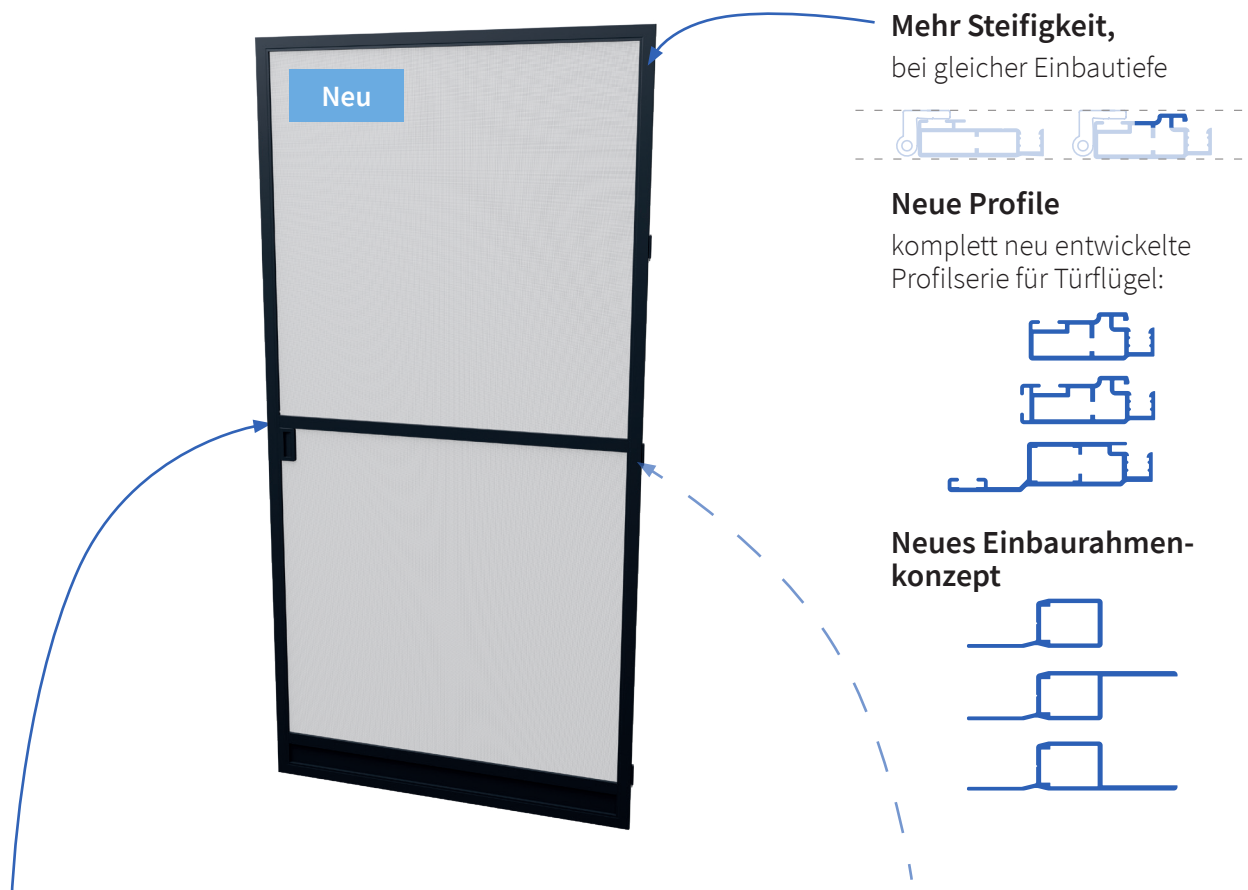 Neu
Mehr Steifigkeit,
bei gleicher Einbautiefe
Neue Profile
komplett neu entwickelte
Profilserie für Türflügel:
Neues Einbaurahmen-
konzept